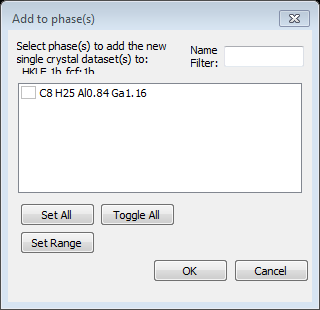 Add to phase(s)
Select phase(s) to add the new
single crystal dataset(s) to:
HKLF 1b fcf:1b
Name
Filter:
C8 H25 Al0.84 Ga1.16
Set All
Toggle All
Set Range
OK
Cancel